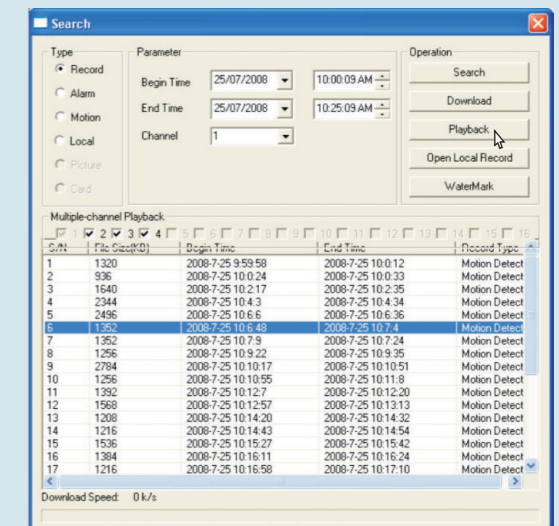 Search
Type
Record
Alarm
Motion
Local
Picture
Card
Parameter
Begin Time 25/07/2008 10:00:09 AM
End Time 25/07/2008 10:25:09 AM
Channel 1
Operation
Search
Download
Playback
Open Local Record
WaterMark
Multiple-channel Playback
1 2 3 4 5 6 7 8 9 10 11 12 13 14 15 16
S/N File Size(KB) Begin Time End Time Record Type
1 1320 2008-7-25 9:59:58 2008-7-25 10:0:12 Motion Detect
2 936 2008-7-25 10:0:24 2008-7-25 10:0:33 Motion Detect
3 1640 2008-7-25 10:2:17 2008-7-25 10:2:35 Motion Detect
4 2344 2008-7-25 10:4:3 2008-7-25 10:4:34 Motion Detect
5 2496 2008-7-25 10:6:6 2008-7-25 10:6:36 Motion Detect
6 1352 2008-7-25 10:6:48 2008-7-25 10:7:4 Motion Detect
7 1352 2008-7-25 10:7:9 2008-7-25 10:7:24 Motion Detect
8 1256 2008-7-25 10:9:22 2008-7-25 10:9:35 Motion Detect
9 2784 2008-7-25 10:10:17 2008-7-25 10:10:51 Motion Detect
10 1256 2008-7-25 10:10:55 2008-7-25 10:11:8 Motion Detect
11 1392 2008-7-25 10:12:7 2008-7-25 10:12:20 Motion Detect
12 1568 2008-7-25 10:12:57 2008-7-25 10:13:13 Motion Detect
13 1208 2008-7-25 10:14:20 2008-7-25 10:14:32 Motion Detect
14 1216 2008-7-25 10:14:43 2008-7-25 10:14:54 Motion Detect
15 1536 2008-7-25 10:15:27 2008-7-25 10:15:42 Motion Detect
16 1384 2008-7-25 10:16:11 2008-7-25 10:16:24 Motion Detect
17 1216 2008-7-25 10:16:58 2008-7-25 10:17:10 Motion Detect
Download Speed: 0 k/s